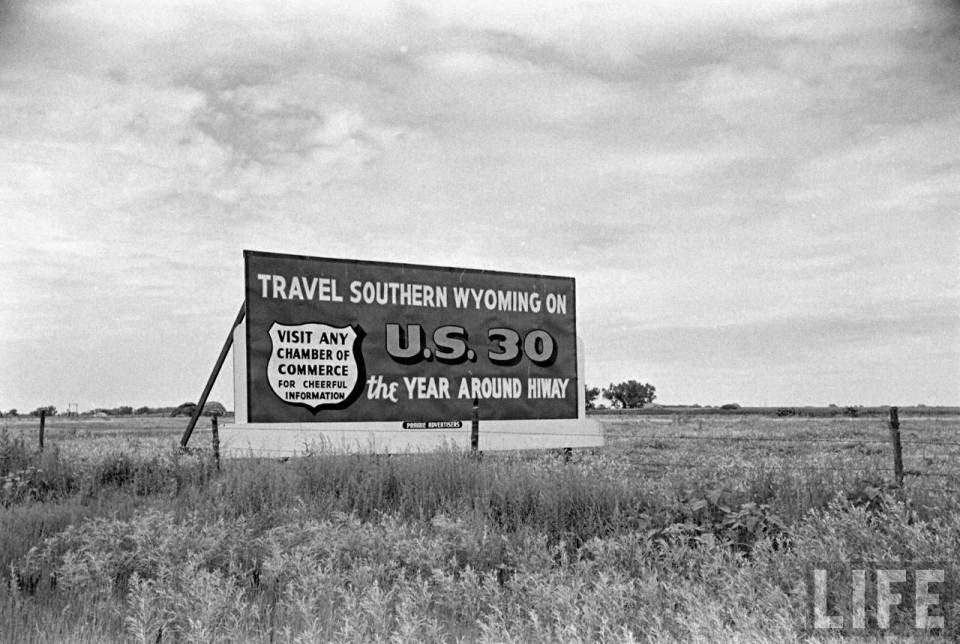 TRAVEL SOUTHERN WYOMING ON
U.S. 30
VISIT ANY
CHAMBER OF
COMMERCE
FOR CHEERFUL
INFORMATION
the YEAR AROUND HIWAY
PRAIRIE ADVERTISERS
LIFE